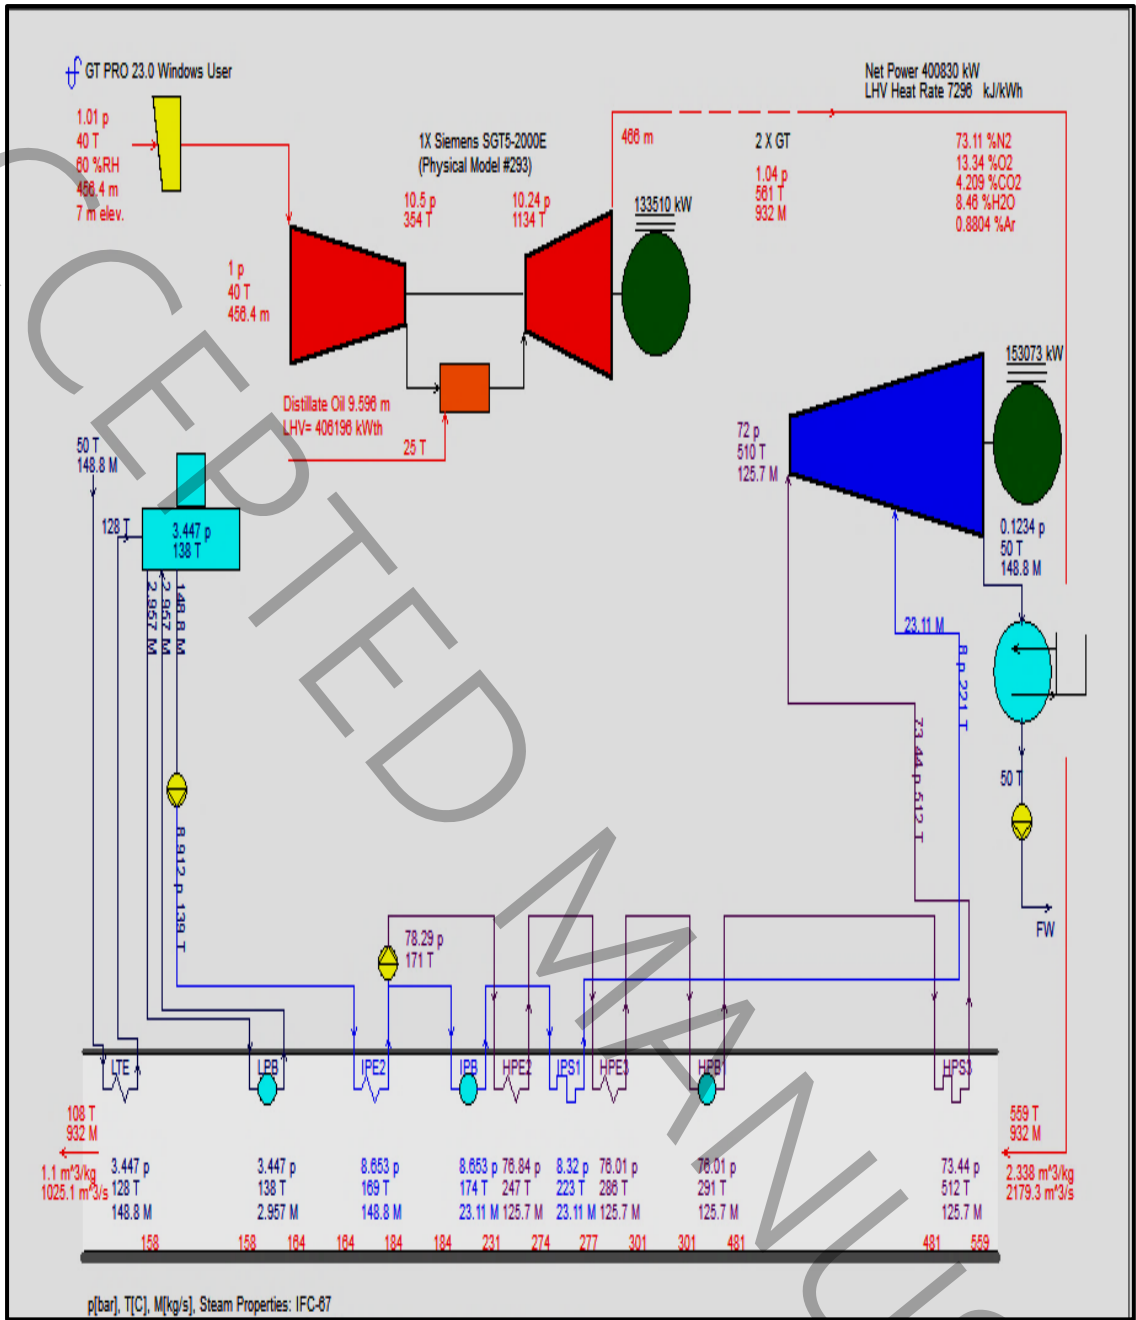 GT PRO 23.0 Windows User
Net Power 400830 kW
LHV Heat Rate 7296 kJ/kWh
1.01 p
40 T
60 %RH
456.4 m
7 m elev.
1X Siemens SGT5-2000E
(Physical Model #293)
466 m
2 X GT
1.04 p
561 T
932 M
73.11 %N2
13.34 %O2
4.209 %CO2
8.46 %H2O
0.8804 %Ar
10.5 p
354 T
10.24 p
1134 T
133510 kW
1 p
40 T
456.4 m
153073 kW
Distillate Oil 9.596 m
LHV= 406196 kWth
25 T
72 p
510 T
125.7 M
50 T
148.8 M
128 T
3.447 p
138 T
0.1234 p
50 T
148.8 M
2.957 M
2.957 M
148.8 M
23.11 M
8 p 221 T
73.44 p 512 T
50 T
FW
8.912 p 139 T
78.29 p
171 T
LTE
LPB
IPE2
IPB
HPE2
IPS1
HPE3
HPB1
HPS3
108 T
932 M
559 T
932 M
1.1 m^3/kg
1025.1 m^3/s
2.338 m^3/kg
2179.3 m^3/s
3.447 p
128 T
148.8 M
3.447 p
138 T
2.957 M
8.653 p
169 T
148.8 M
8.653 p
174 T
23.11 M
76.84 p
247 T
125.7 M
8.32 p
223 T
23.11 M
76.01 p
286 T
125.7 M
76.01 p
291 T
125.7 M
73.44 p
512 T
125.7 M
158 158 164 164 184 184 231 274 277 301 301 481 481 559
p[bar], T[C], M[kg/s], Steam Properties: IFC-67
CEPTED MANUS